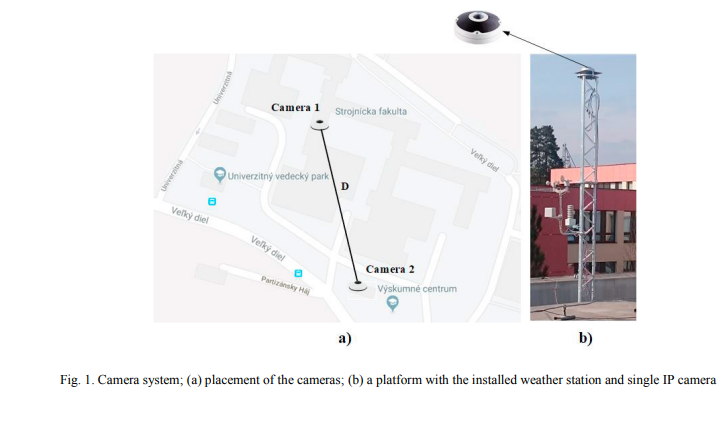 Camera 1
Strojnícka fakulta
Univerzitná
Veľký diel
Univerzitná
Univerzitný vedecký park
D
Veľký diel
Veľký diel
Camera 2
Partizánsky Háj
Výskumné centrum
a)
b)
Fig. 1. Camera system; (a) placement of the cameras; (b) a platform with the installed weather station and single IP camera